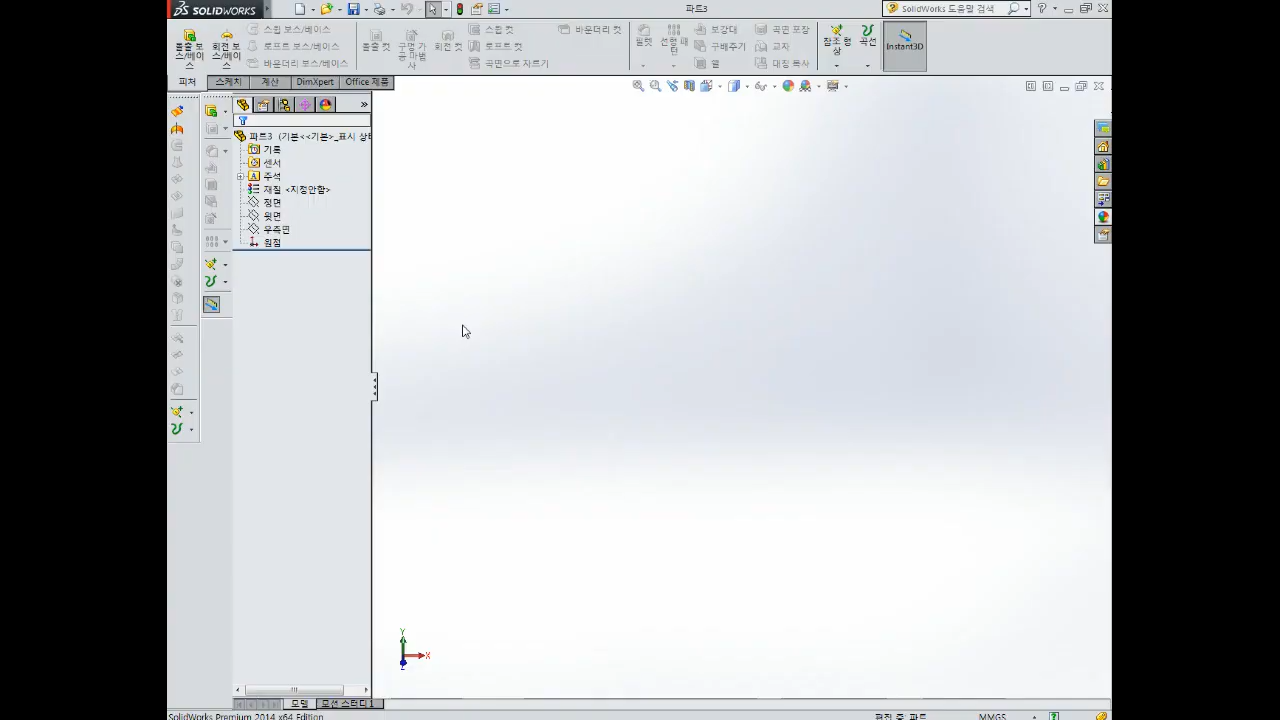 SOLIDWORKS
파트3
SolidWorks 도움말 검색
돌출 보스/베이스
회전 보스/베이스
스윕 보스/베이스
로프트 보스/베이스
바운더리 보스/베이스
돌출 컷
구멍 가공 마법사
회전 컷
스윕 컷
로프트 컷
곡면으로 자르기
바운더리 컷
필렛
선형 패턴
보강대
구배주기
쉘
곡면 포장
교차
대칭 복사
참조 형상
곡선
Instant3D
피처
스케치
계산
DimXpert
Office 제품
파트3 (기본<<기본>_표시 상태
기록
센서
주석
재질 <지정안함>
정면
윗면
우측면
원점
Y
X
Z
모델
모션 스터디1
SolidWorks Premium 2014 x64 Edition
편집 중: 파트
MMGS